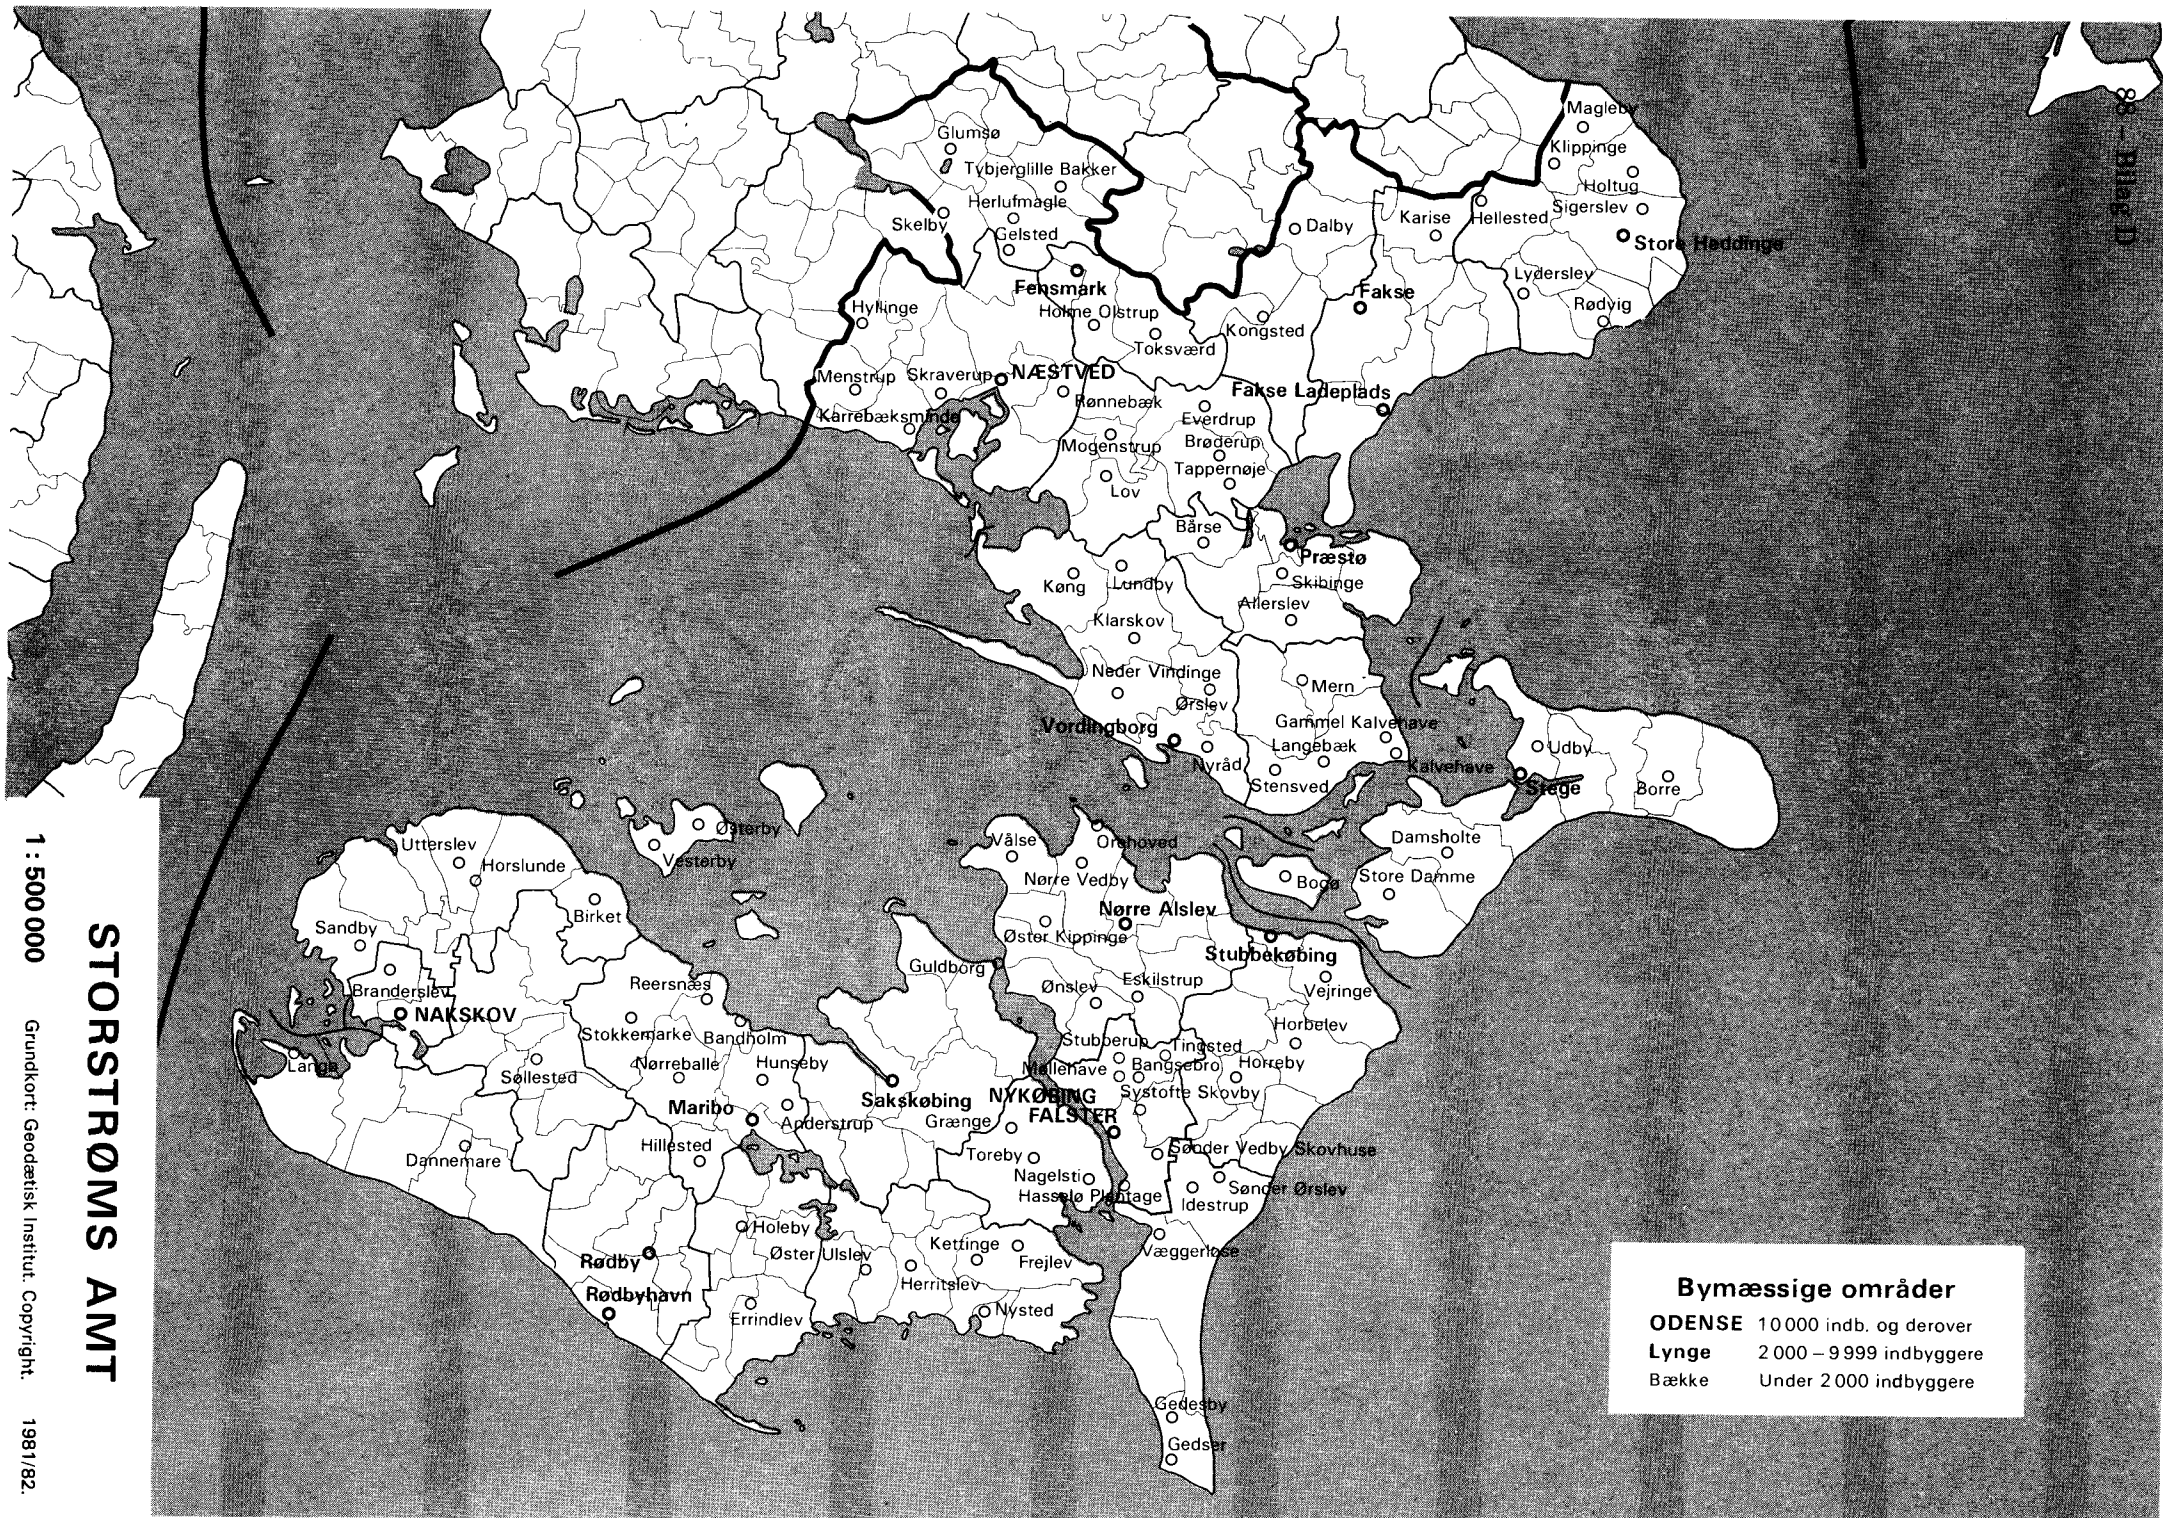 88 – Bilag D
Magleby
Klippinge
Holtug
Sigerslev
Store Heddinge
Hellested
Karise
Dalby
Lyderslev
Rødvig
Fakse
Kongsted
Fakse Ladeplads
Glumsø
Tybjerglille Bakker
Herlufmagle
Skelby
Gelsted
Fensmark
Holme Olstrup
Toksværd
Hyllinge
Menstrup
Skraverup
NÆSTVED
Rønnebæk
Karrebæksminde
Everdrup
Mogenstrup
Brøderup
Tappernøje
Lov
Bårse
Præstø
Skibinge
Køng
Lundby
Allerslev
Klarskov
Neder Vindinge
Mern
Ørslev
Vordingborg
Gammel Kalvehave
Langebæk
Nyråd
Kalvehave
Stensved
Udby
Stege
Borre
Damsholte
Store Damme
Bogø
Østerby
Vesterby
Utterslev
Horslunde
Birket
Sandby
Branderslev
NAKSKOV
Langø
Søllested
Dannemare
Reersnæs
Stokkemarke
Bandholm
Nørreballe
Hunseby
Maribo
Anderstrup
Hillested
Sakskøbing
Grænge
Guldborg
Vålse
Orehoved
Nørre Vedby
Nørre Alslev
Øster Kippinge
Stubbekøbing
Eskilstrup
Ønslev
Vejringe
Horbelev
Stubberup
Tingsted
Møllehave
Bangsebro
Horreby
NYKØBING
FALSTER
Systofte Skovby
Toreby
Sønder Vedby Skovhuse
Nagelsti
Hasselø Plantage
Sønder Ørslev
Idestrup
Væggerløse
Holeby
Øster Ulslev
Kettinge
Frejlev
Herritslev
Nysted
Rødby
Rødbyhavn
Errindlev
Gedesby
Gedser
STORSTRØMS AMT
1:500 000
Grundkort: Geodætisk Institut. Copyright.
1981/82.
Bymæssige områder
ODENSE 10 000 indb. og derover
Lynge 2 000 – 9 999 indbyggere
Bække Under 2 000 indbyggere